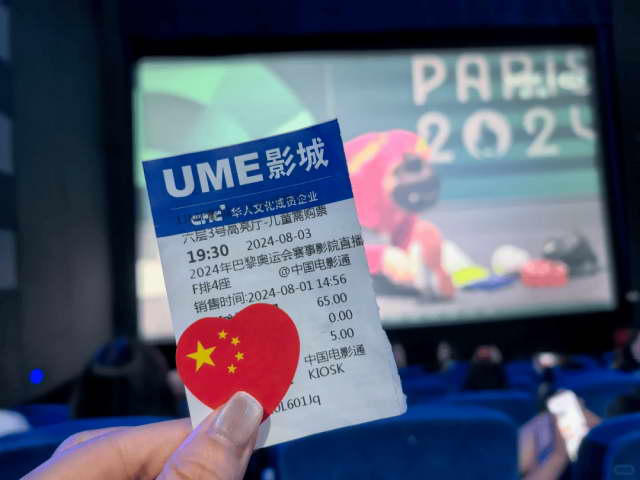 PARIS
2024
UME影城
cmc 华人文化成员企业
六层3号高亮厅-儿童需购票
19:30 2024-08-03
2024年巴黎奥运会赛事影院直播
F排4座 @中国电影通
销售时间:2024-08-01 14:56
65.00
0.00
5.00
中国电影通
KIOSK
0L601Jq